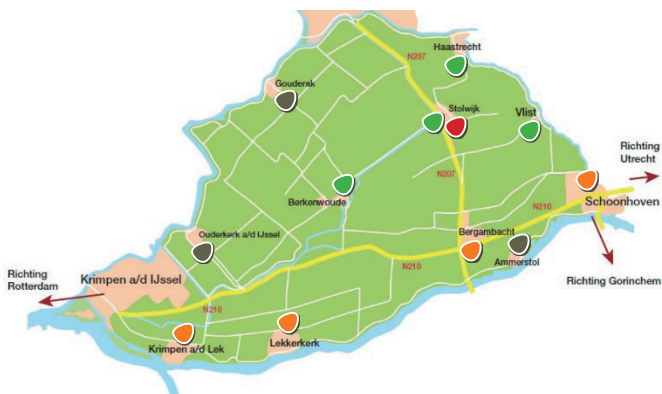 Haastrecht
N207
Gouderak
Stolwijk
Vlist
Richting
Utrecht
N207
Berkenwoude
N210
Schoonhoven
Bergambacht
Ouderkerk a/d IJssel
Ammerstol
N210
Richting
Rotterdam
Krimpen a/d IJssel
Richting Gorinchem
N210
Krimpen a/d Lek
Lekkerkerk